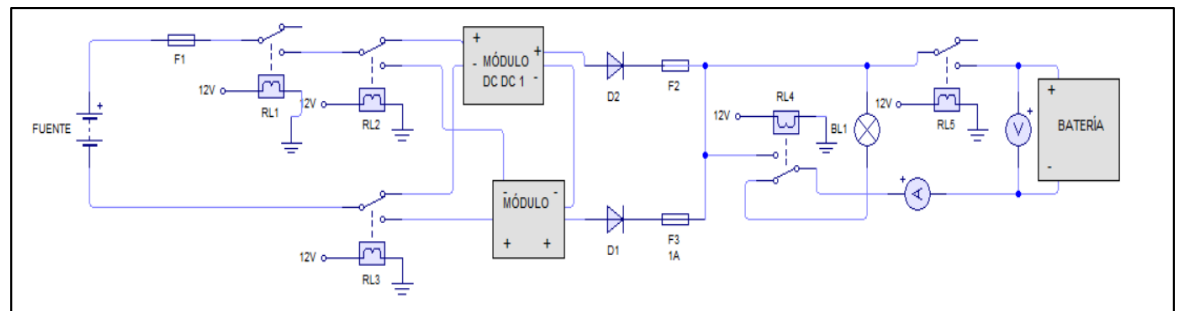 F1
12V
RL1
12V
RL2
FUENTE
+
+
-
MÓDULO
DC DC 1
+
-
D2
F2
-
MÓDULO
-
+
+
12V
RL3
D1
F3
1A
12V
RL4
BL1
12V
RL5
V
+
A
+
+
BATERÍA
-